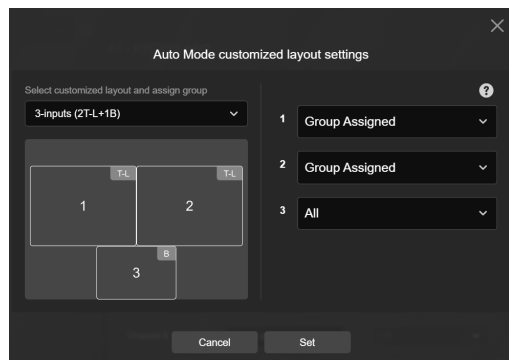 Auto Mode customized layout settings
Select customized layout and assign group
3-inputs (2T-L+1B)
T-L
T-L
1
2
B
3
?
1 Group Assigned
2 Group Assigned
3 All
Cancel
Set